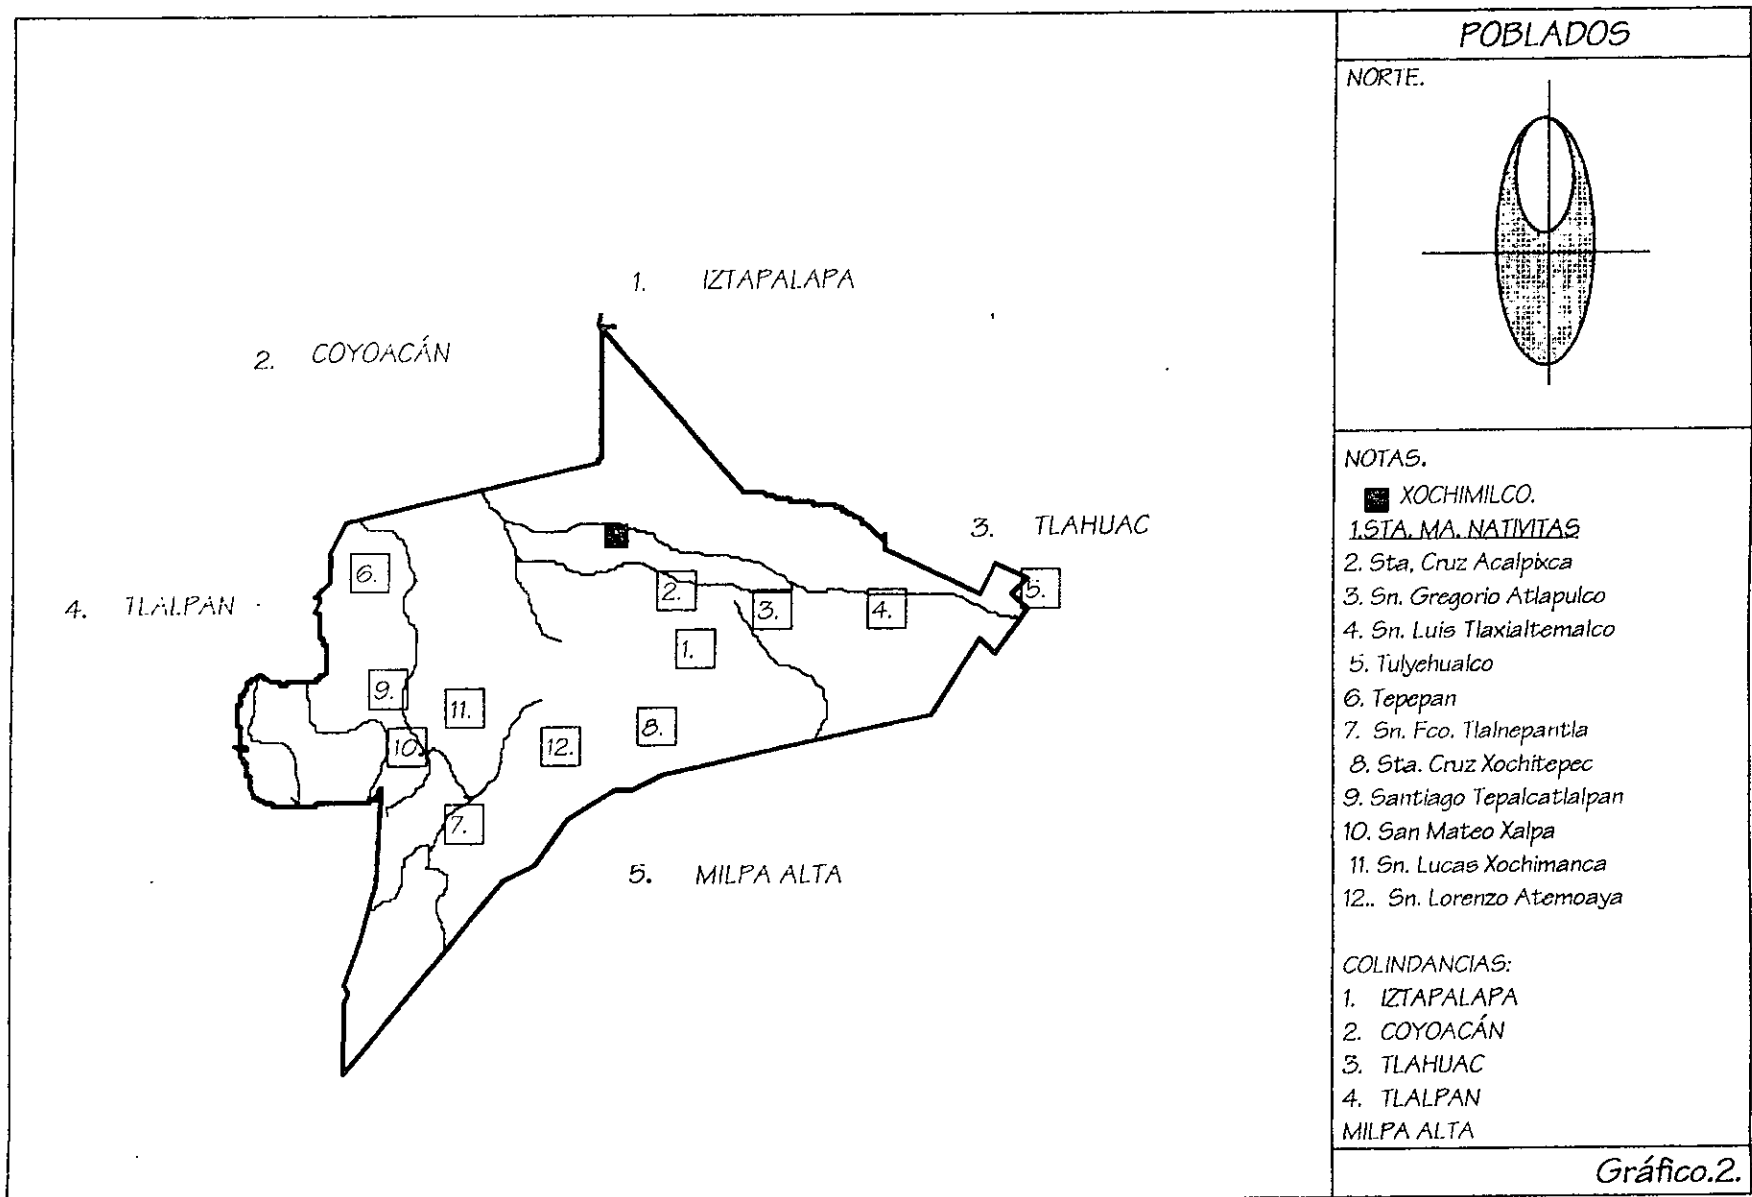 POBLADOS
NORTE.
1. IZTAPALAPA
2. COYOACÁN
3. TLAHUAC
4. TLALPAN
5. MILPA ALTA
6.
5.
2.
3.
4.
1.
9.
11.
10.
12.
8.
7.
NOTAS.
XOCHIMILCO.
1.STA. MA. NATIVITAS
2. Sta, Cruz Acalpixca
3. Sn. Gregorio Atlapulco
4. Sn. Luis Tlaxialtemalco
5. Tulyehualco
6. Tepepan
7. Sn. Fco. Tlalnepantla
8. Sta. Cruz Xochitepec
9. Santiago Tepalcatlalpan
10. San Mateo Xalpa
11. Sn. Lucas Xochimanca
12.. Sn. Lorenzo Atemoaya
COLINDANCIAS:
1. IZTAPALAPA
2. COYOACÁN
3. TLAHUAC
4. TLALPAN
MILPA ALTA
Gráfico.2.